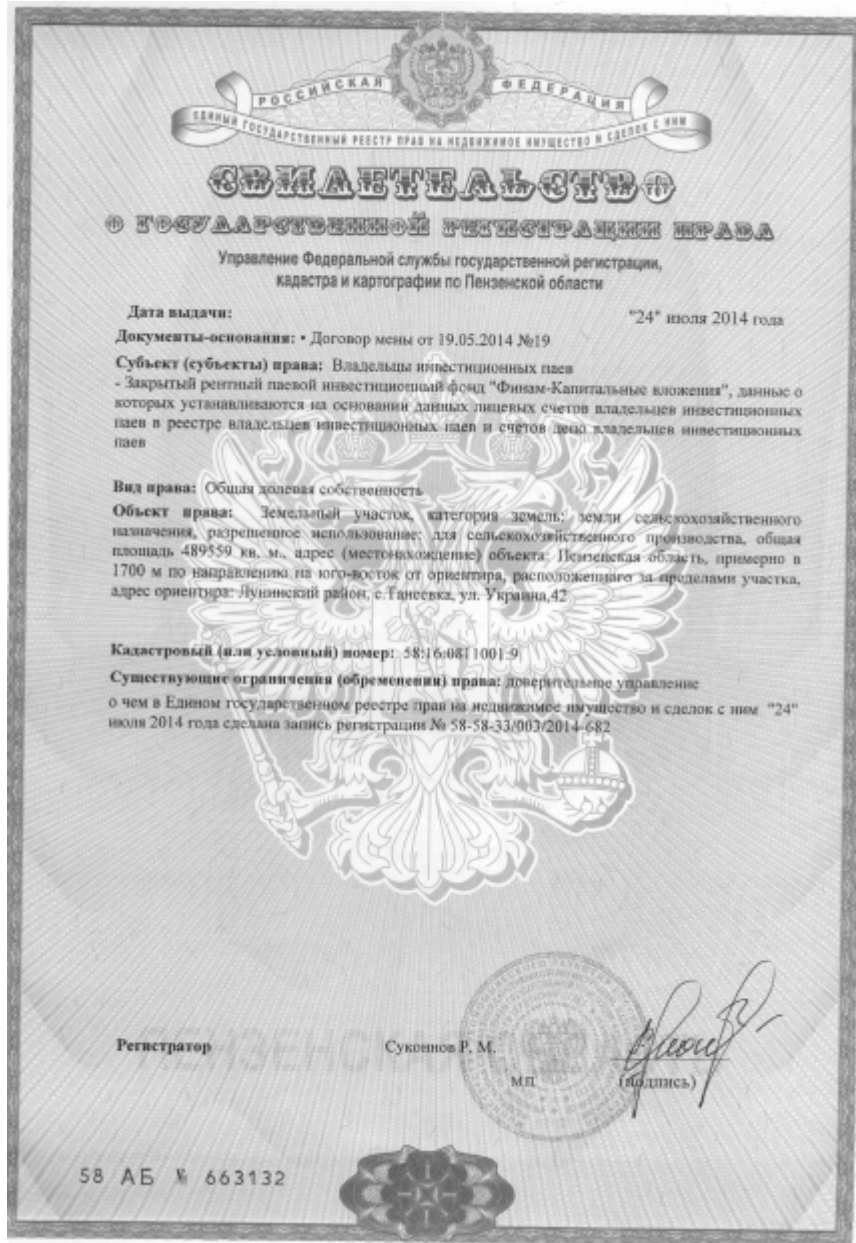 РОССИЙСКАЯ ФЕДЕРАЦИЯ
ЕДИНЫЙ ГОСУДАРСТВЕННЫЙ РЕЕСТР ПРАВ НА НЕДВИЖИМОЕ ИМУЩЕСТВО И СДЕЛОК С НИМ
СВИДЕТЕЛЬСТВО
О ГОСУДАРСТВЕННОЙ РЕГИСТРАЦИИ ПРАВА
Управление Федеральной службы государственной регистрации,
кадастра и картографии по Пензенской области
Дата выдачи: "24" июля 2014 года
Документы-основания: • Договор мены от 19.05.2014 №19
Субъект (субъекты) права: Владельцы инвестиционных паев
- Закрытый рентный паевой инвестиционный фонд "Финам-Капитальные вложения", данные о
которых устанавливаются на основании данных лицевых счетов владельцев инвестиционных
паев в реестре владельцев инвестиционных паев и счетов депо владельцев инвестиционных
паев
Вид права: Общая долевая собственность
Объект права: Земельный участок, категория земель: земли сельскохозяйственного
назначения, разрешенное использование: для сельскохозяйственного производства, общая
площадь 489559 кв. м., адрес (местонахождение) объекта: Пензенская область, примерно в
1700 м по направлению на юго-восток от ориентира, расположенного за пределами участка,
адрес ориентира: Лунинский район, с.Танеевка, ул. Украина,42
Кадастровый (или условный) номер: 58:16:0811001:9
Существующие ограничения (обременения) права: доверительное управление
о чем в Едином государственном реестре прав на недвижимое имущество и сделок с ним "24"
июля 2014 года сделана запись регистрации № 58-58-33/003/2014-682
ПЕНЗЕНСКАЯ
Регистратор Суконнов Р. М.
МП (подпись)
58 АБ № 663132